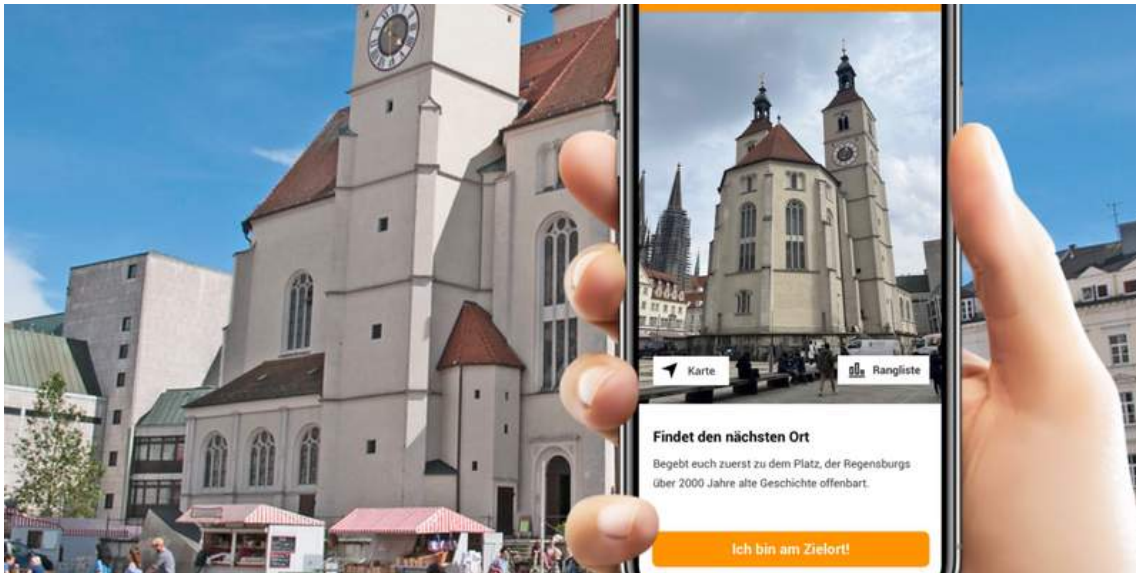 Karte
Rangliste
Findet den nächsten Ort
Begebt euch zuerst zu dem Platz, der Regensburgs
über 2000 Jahre alte Geschichte offenbart.
Ich bin am Zielort!